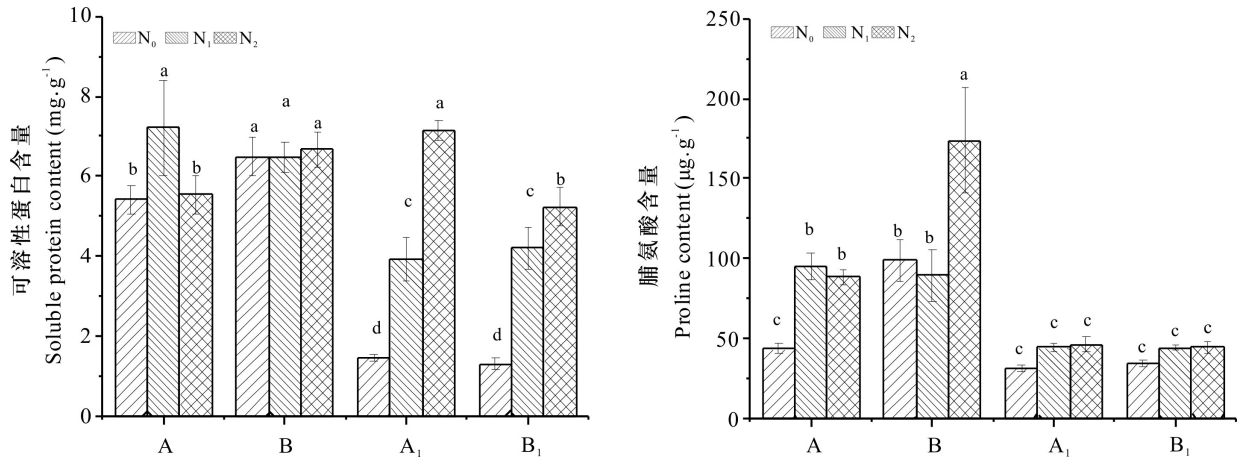 可溶性蛋白含量
Soluble protein content (mg·g⁻¹)
10
8
6
4
2
0
N₀ N₁ N₂
b
a
b
a
a
a
d
c
a
d
c
b
A B A₁ B₁
脯氨酸含量
Proline content (μg·g⁻¹)
250
200
150
100
50
0
N₀ N₁ N₂
c
b
b
b
b
a
c
c
c
c
c
c
A B A₁ B₁